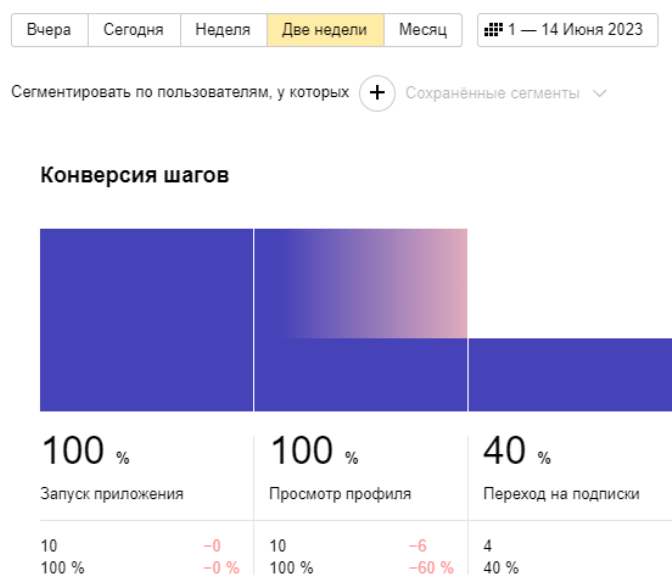 Вчера Сегодня Неделя Две недели Месяц 1 — 14 Июня 2023
Сегментировать по пользователям, у которых + Сохранённые сегменты
Конверсия шагов
100 % 100 % 40 %
Запуск приложения Просмотр профиля Переход на подписки
10 −0 10 −6 4
100 % −0 % 100 % −60 % 40 %